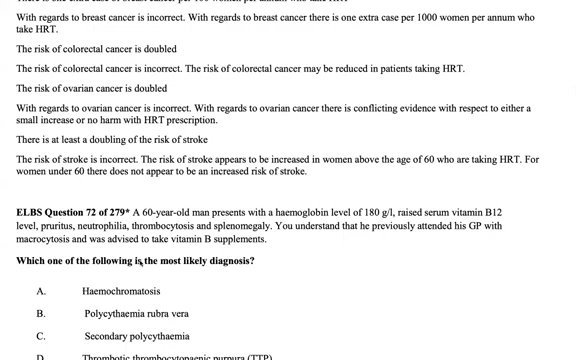 With regards to breast cancer is incorrect. With regards to breast cancer there is one extra case per 1000 women per annum who
take HRT.
The risk of colorectal cancer is doubled
The risk of colorectal cancer is incorrect. The risk of colorectal cancer may be reduced in patients taking HRT.
The risk of ovarian cancer is doubled
With regards to ovarian cancer is incorrect. With regards to ovarian cancer there is conflicting evidence with respect to either a
small increase or no harm with HRT prescription.
There is at least a doubling of the risk of stroke
The risk of stroke is incorrect. The risk of stroke appears to be increased in women above the age of 60 who are taking HRT. For
women under 60 there does not appear to be an increased risk of stroke.
ELBS Question 72 of 279* A 60-year-old man presents with a haemoglobin level of 180 g/l, raised serum vitamin B12
level, pruritus, neutrophilia, thrombocytosis and splenomegaly. You understand that he previously attended his GP with
macrocytosis and was advised to take vitamin B supplements.
Which one of the following is the most likely diagnosis?
A. Haemochromatosis
B. Polycythaemia rubra vera
C. Secondary polycythaemia
D. Thrombotic thrombocytopaenic purpura (TTP)